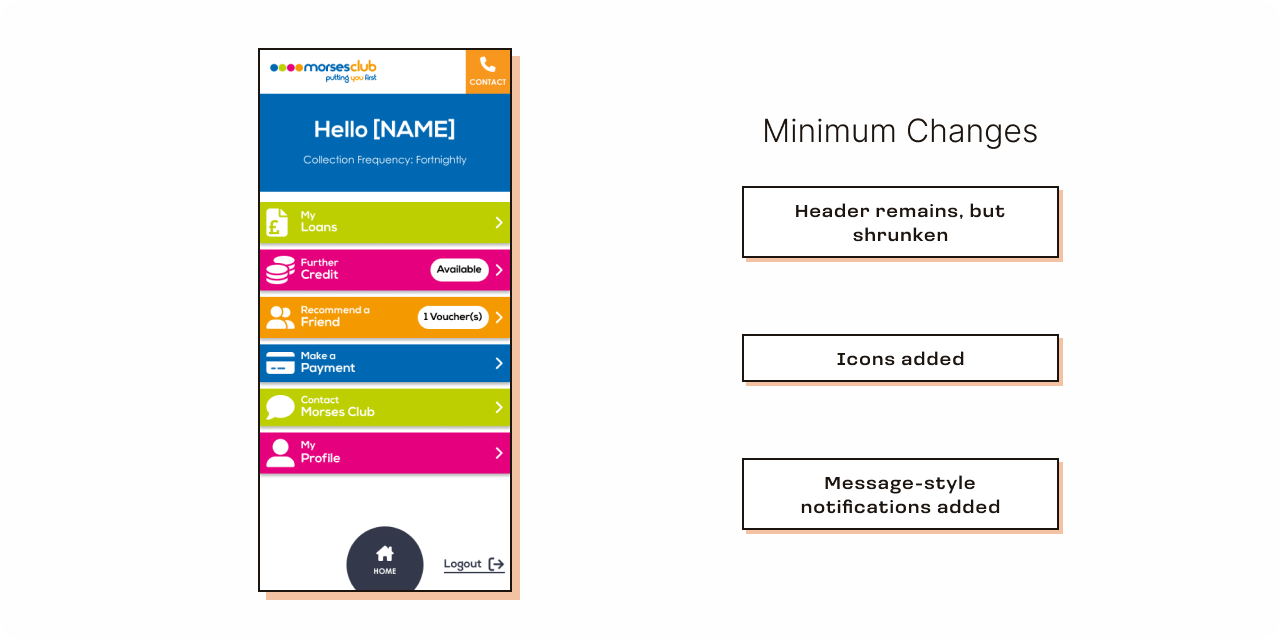 morsesclub
putting you first
CONTACT
Hello [NAME]
Collection Frequency: Fortnightly
My
Loans
Further
Credit
Available
Recommend a
Friend
1 Voucher(s)
Make a
Payment
Contact
Morses Club
My
Profile
HOME
Logout
Minimum Changes
Header remains, but
shrunken
Icons added
Message-style
notifications added